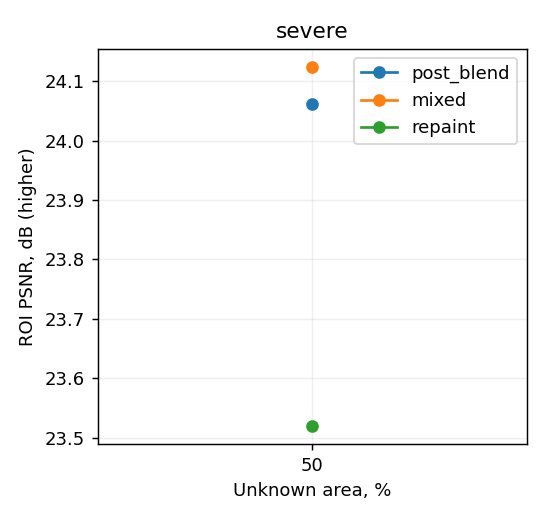 severe
post_blend
mixed
repaint
24.1
24.0
23.9
23.8
23.7
23.6
23.5
ROI PSNR, dB (higher)
50
Unknown area, %